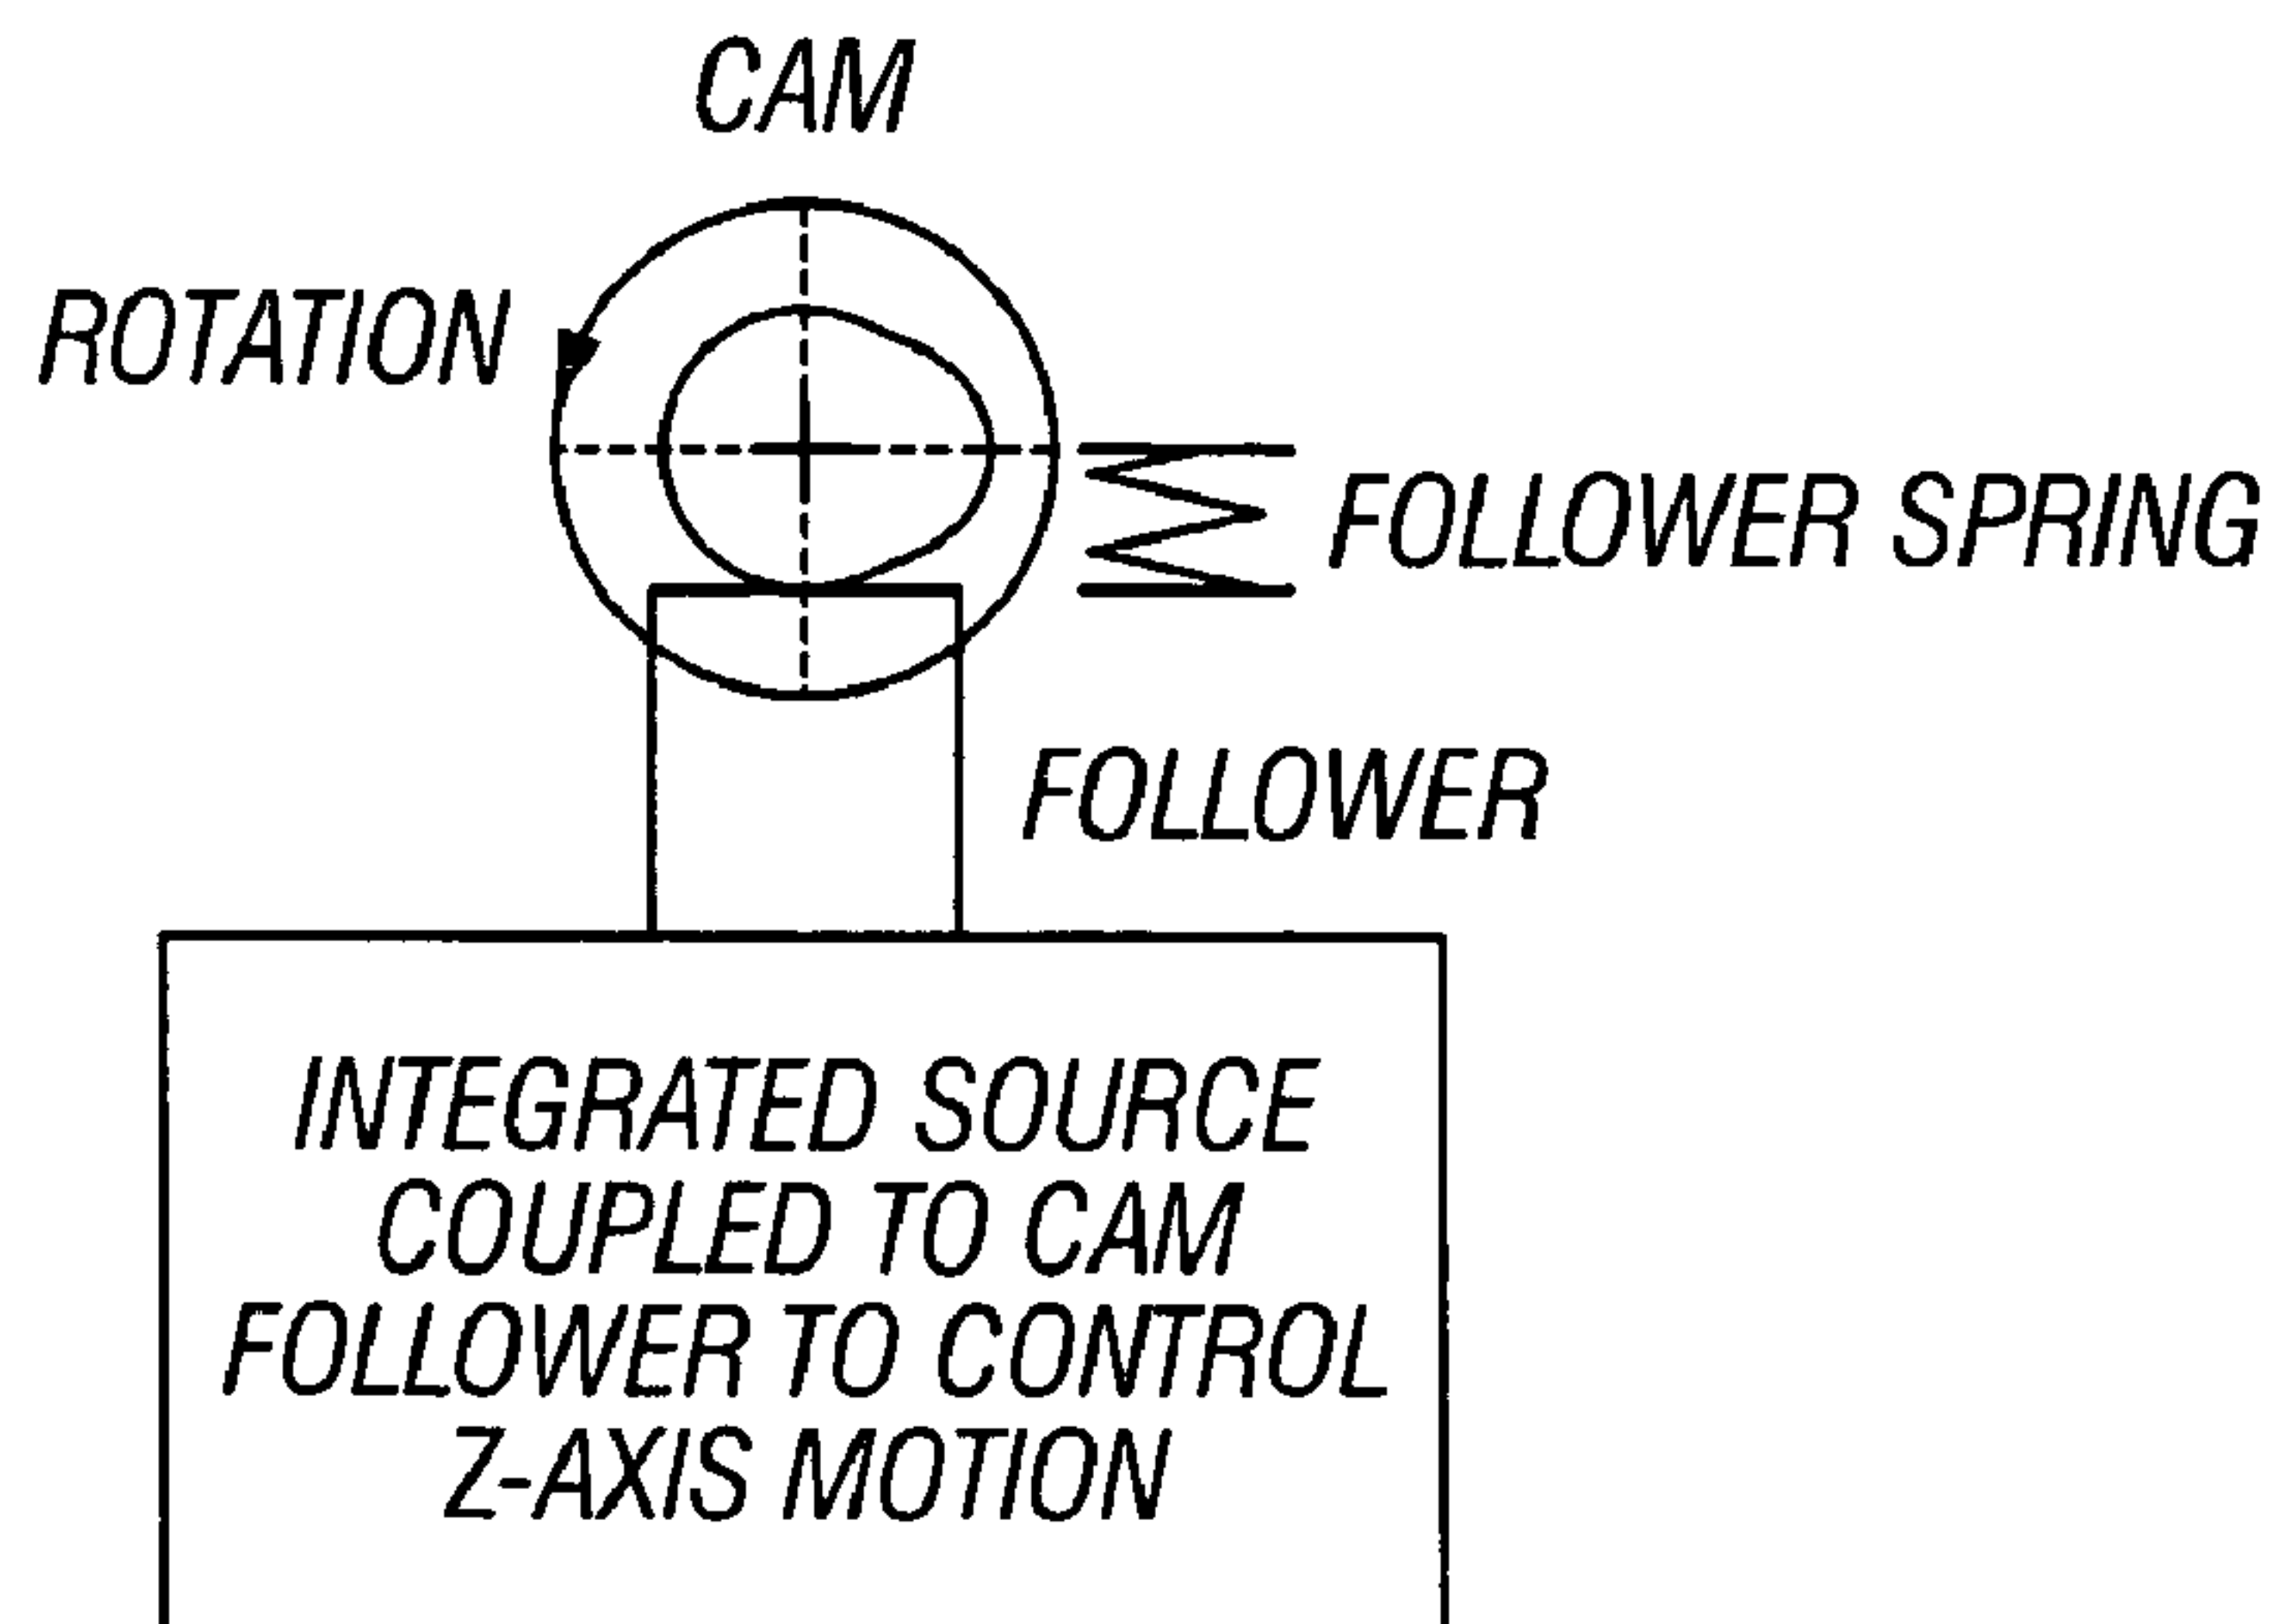 CAM
ROTATION
FOLLOWER SPRING
FOLLOWER
INTEGRATED SOURCE
COUPLED TO CAM
FOLLOWER TO CONTROL
Z-AXIS MOTION